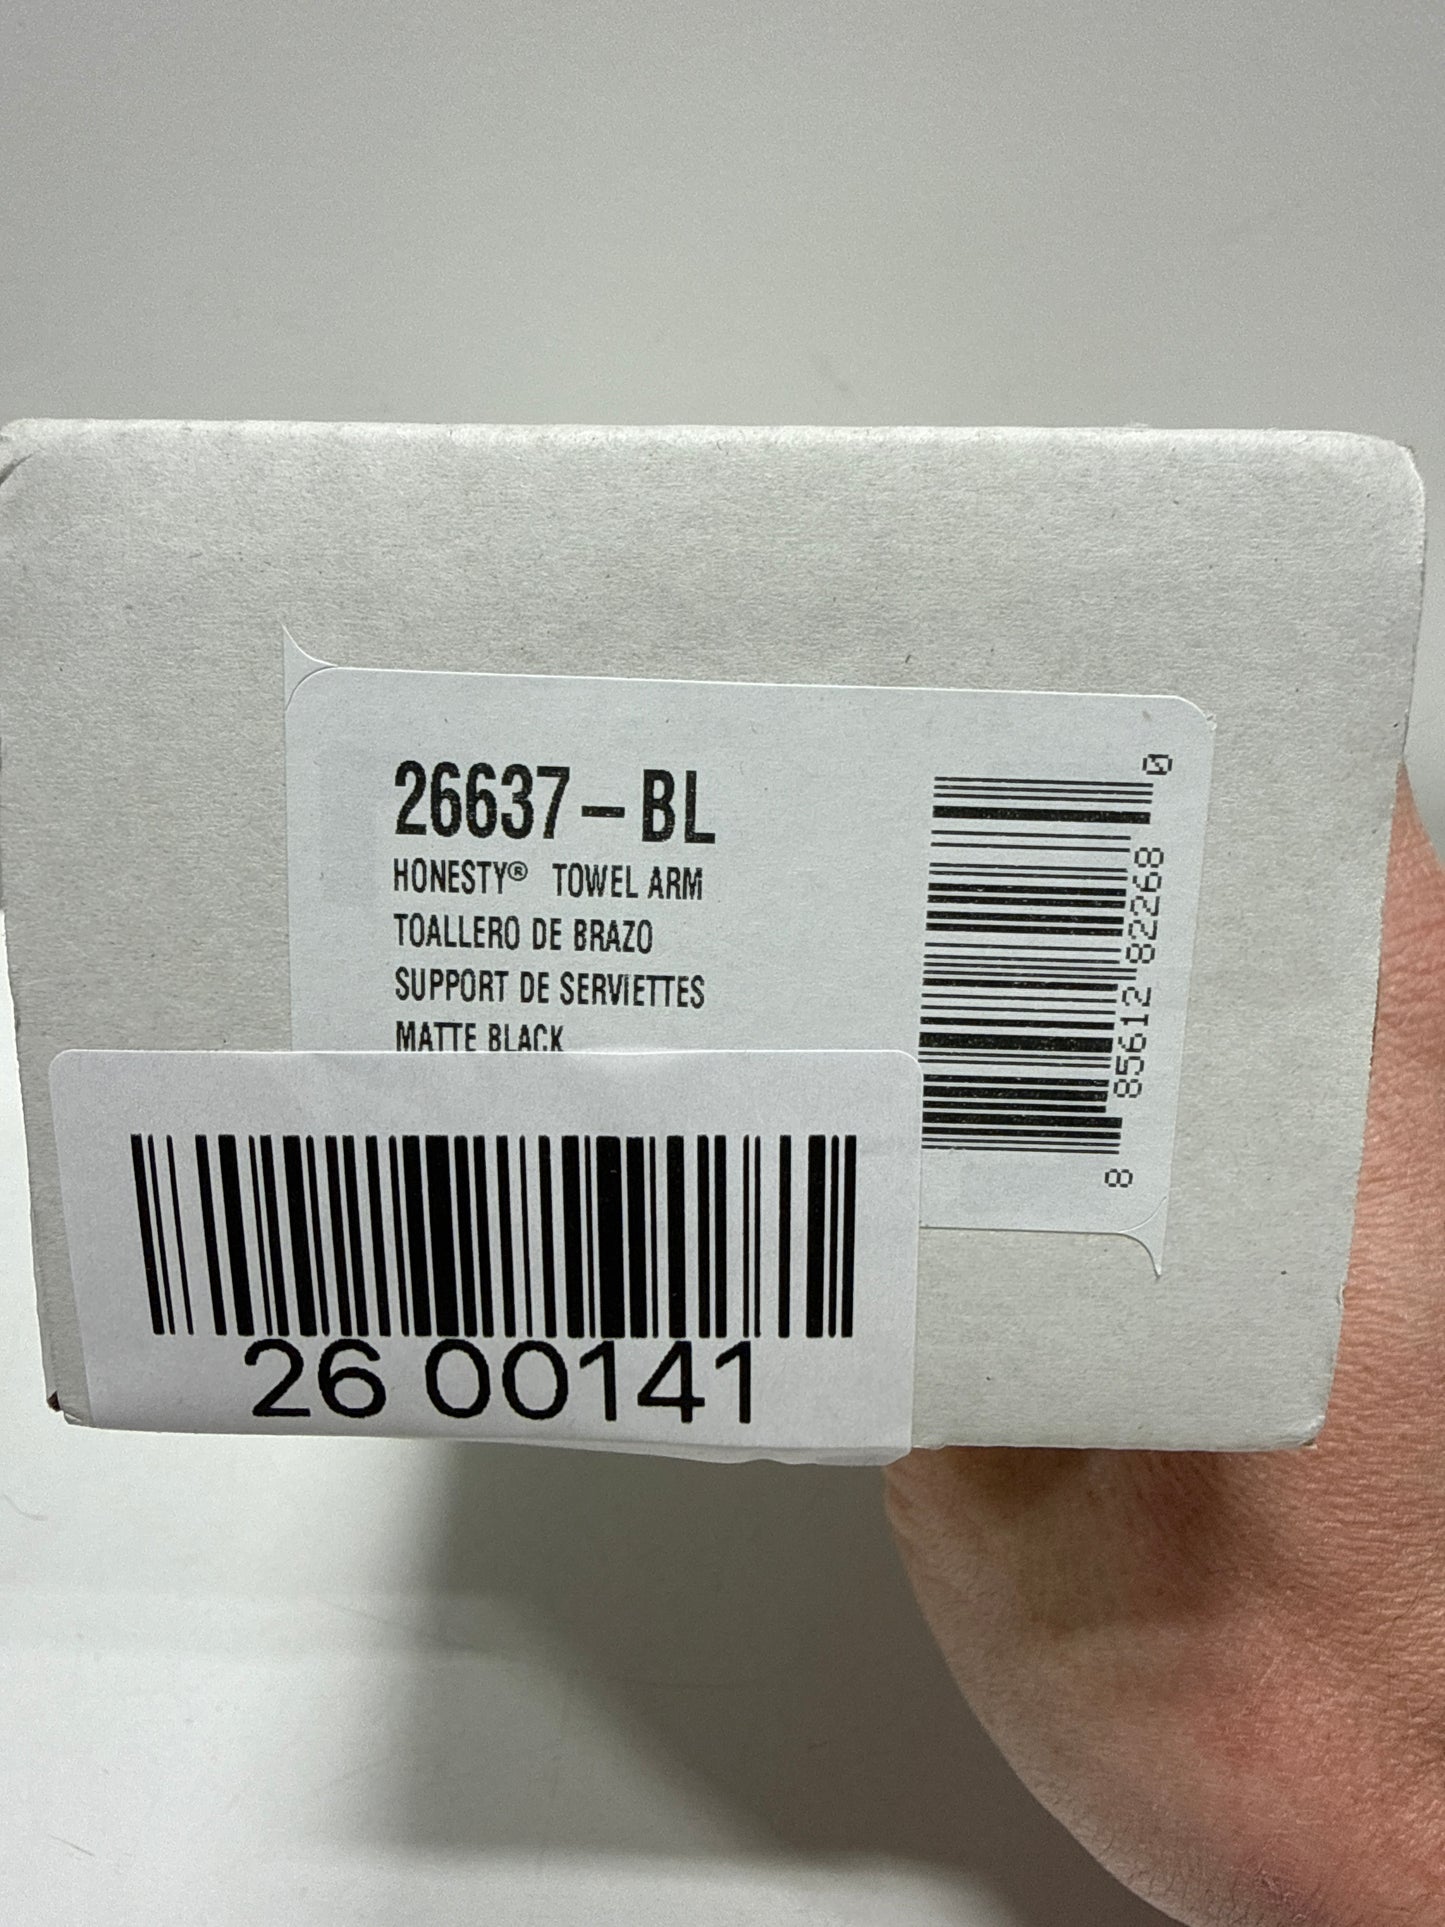 26637-BL
HONESTY® TOWEL ARM
TOALLERO DE BRAZO
SUPPORT DE SERVIETTES
MATTE BLACK
8 85612 82268 0
26 00141